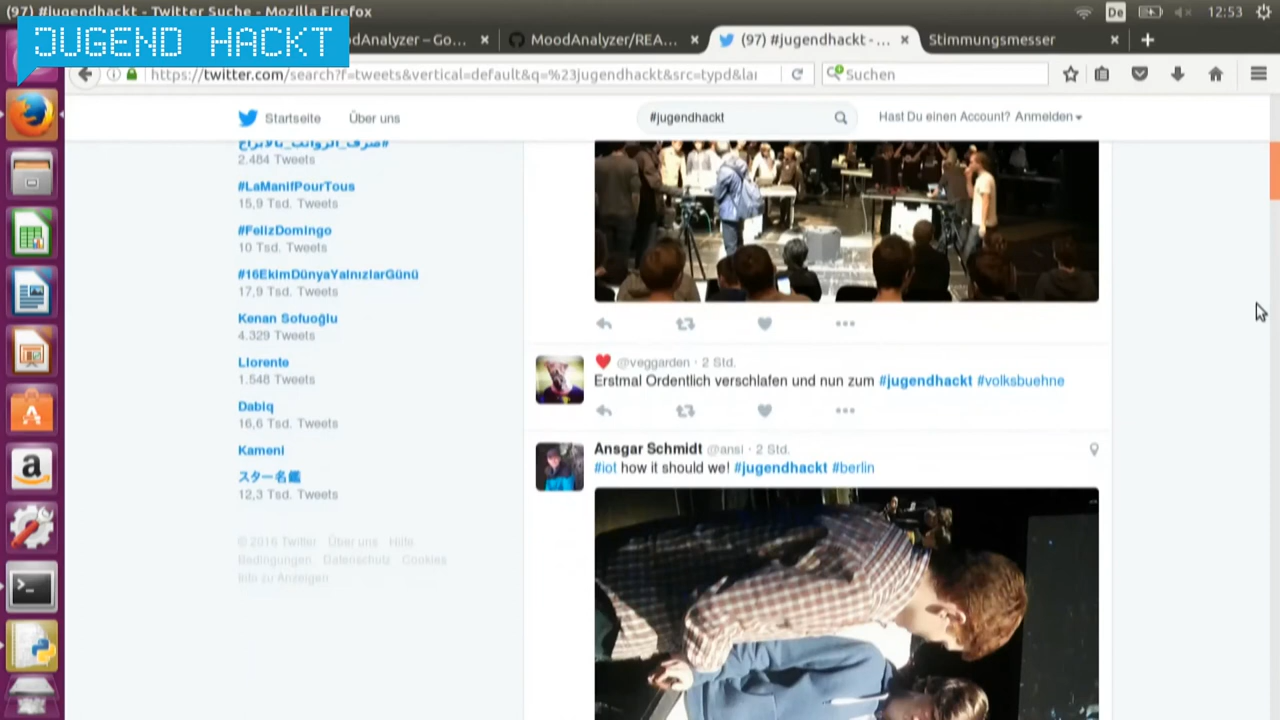 (97) #jugendhackt - Twitter Suche - Mozilla Firefox
De
12:53
JUGEND HACKT
odAnalyzer – Go...
MoodAnalyzer/REA...
(97) #jugendhackt - ...
Stimmungsmesser
https://twitter.com/search?f=tweets&vertical=default&q=%23jugendhackt&src=typd&lai
Suchen
Startseite
Über uns
#jugendhackt
Hast Du einen Account? Anmelden
2.484 Tweets
#LaManifPourTous
15,9 Tsd. Tweets
#FelizDomingo
10 Tsd. Tweets
#16EkimDünyaYalnızlarGünü
17,9 Tsd. Tweets
Kenan Sofuoğlu
4.329 Tweets
Llorente
1.548 Tweets
Dabiq
16,6 Tsd. Tweets
Kameni
スター名鑑
12,3 Tsd. Tweets
© 2016 Twitter Über uns Hilfe
Bedingungen Datenschutz Cookies
Info zu Anzeigen
❤️ @veggarden · 2 Std.
Erstmal Ordentlich verschlafen und nun zum #jugendhackt #volksbuehne
Ansgar Schmidt @ansi · 2 Std.
#iot how it should we! #jugendhackt #berlin